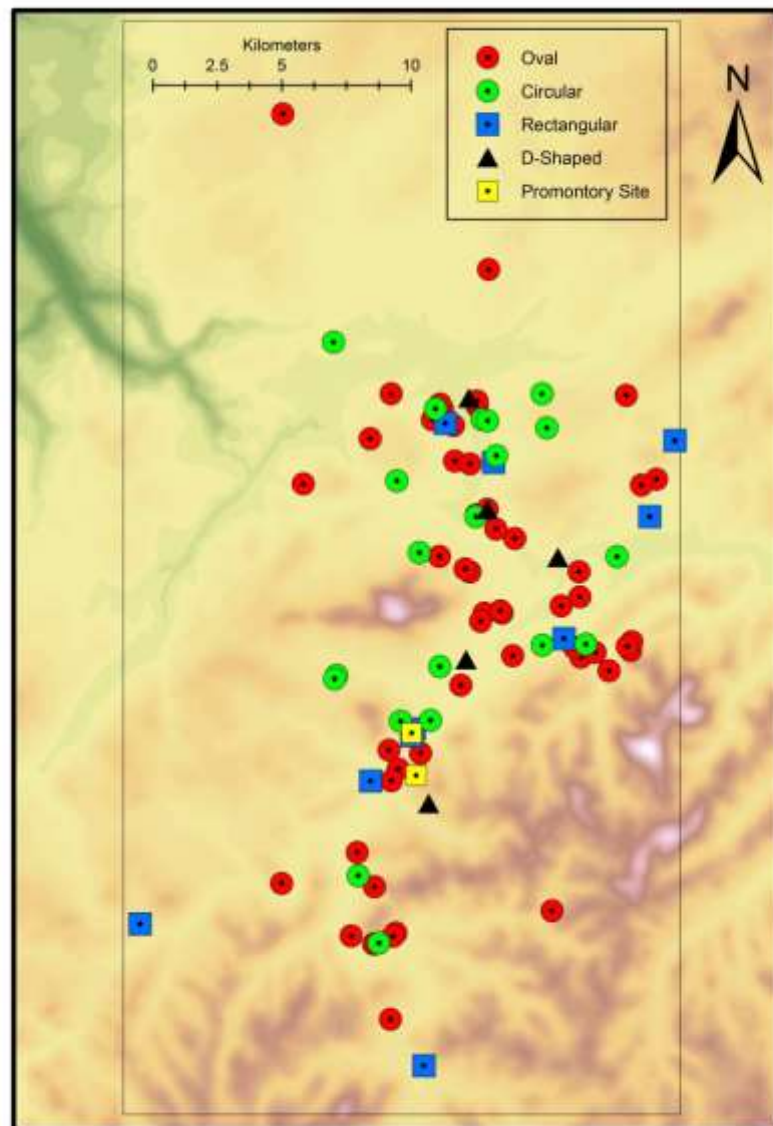 Kilometers
0 2.5 5 10
Oval
Circular
Rectangular
D-Shaped
Promontory Site
N